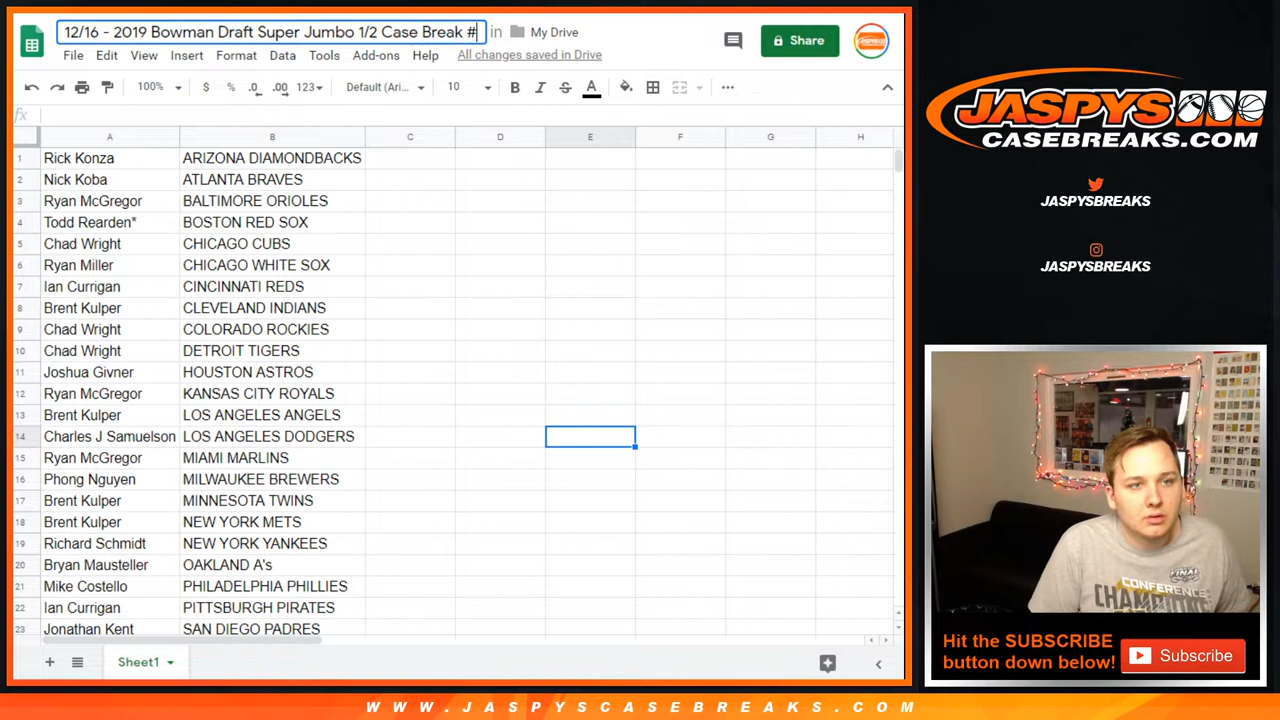 12/16 - 2019 Bowman Draft Super Jumbo 1/2 Case Break # in My Drive
Share
File Edit View Insert Format Data Tools Add-ons Help All changes saved in Drive
100% $ % .0 .00 123 Default (Ari... 10 B I S A ...
fx
A B C D E F G H
1 Rick Konza ARIZONA DIAMONDBACKS
2 Nick Koba ATLANTA BRAVES
3 Ryan McGregor BALTIMORE ORIOLES
4 Todd Rearden* BOSTON RED SOX
5 Chad Wright CHICAGO CUBS
6 Ryan Miller CHICAGO WHITE SOX
7 Ian Currigan CINCINNATI REDS
8 Brent Kulper CLEVELAND INDIANS
9 Chad Wright COLORADO ROCKIES
10 Chad Wright DETROIT TIGERS
11 Joshua Givner HOUSTON ASTROS
12 Ryan McGregor KANSAS CITY ROYALS
13 Brent Kulper LOS ANGELES ANGELS
14 Charles J Samuelson LOS ANGELES DODGERS
15 Ryan McGregor MIAMI MARLINS
16 Phong Nguyen MILWAUKEE BREWERS
17 Brent Kulper MINNESOTA TWINS
18 Brent Kulper NEW YORK METS
19 Richard Schmidt NEW YORK YANKEES
20 Bryan Mausteller OAKLAND A's
21 Mike Costello PHILADELPHIA PHILLIES
22 Ian Currigan PITTSBURGH PIRATES
23 Jonathan Kent SAN DIEGO PADRES
Sheet1
JASPYS
CASEBREAKS.COM
JASPYSBREAKS
JASPYSBREAKS
FINAL
CONFERENCE
CHAMPIONS
Hit the SUBSCRIBE
button down below!
Subscribe
WWW.JASPYSCASEBREAKS.COM